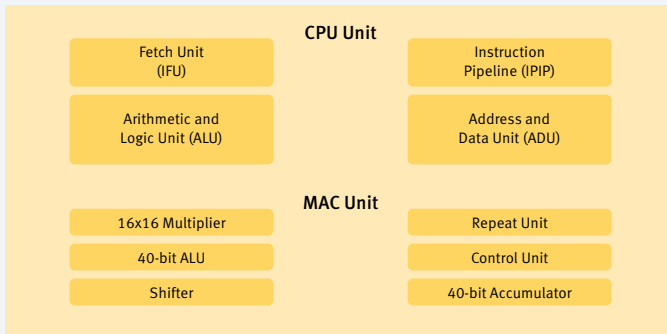 CPU Unit
Fetch Unit
(IFU)
Instruction
Pipeline (IPIP)
Arithmetic and
Logic Unit (ALU)
Address and
Data Unit (ADU)
MAC Unit
16x16 Multiplier
Repeat Unit
40-bit ALU
Control Unit
Shifter
40-bit Accumulator